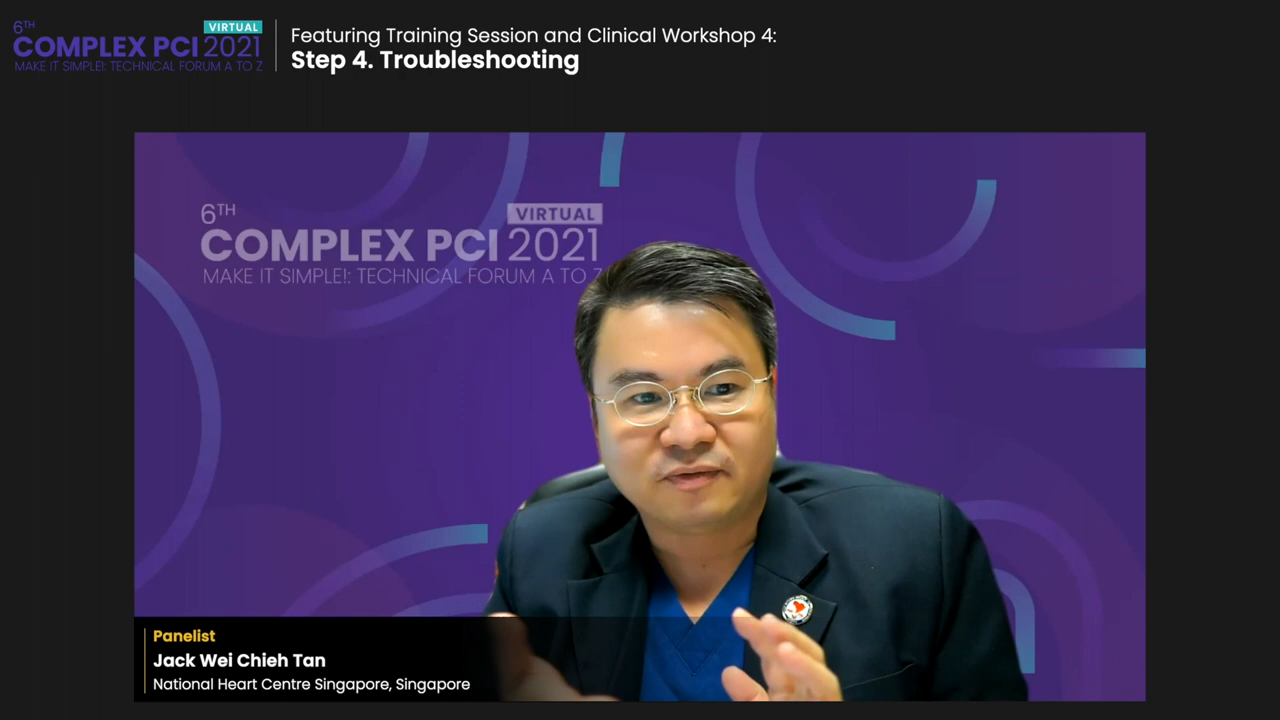 6TH
VIRTUAL
COMPLEX PCI 2021
MAKE IT SIMPLE!: TECHNICAL FORUM A TO Z
Featuring Training Session and Clinical Workshop 4:
Step 4. Troubleshooting
6TH
VIRTUAL
COMPLEX PCI 2021
MAKE IT SIMPLE!: TECHNICAL FORUM A TO Z
Panelist
Jack Wei Chieh Tan
National Heart Centre Singapore, Singapore